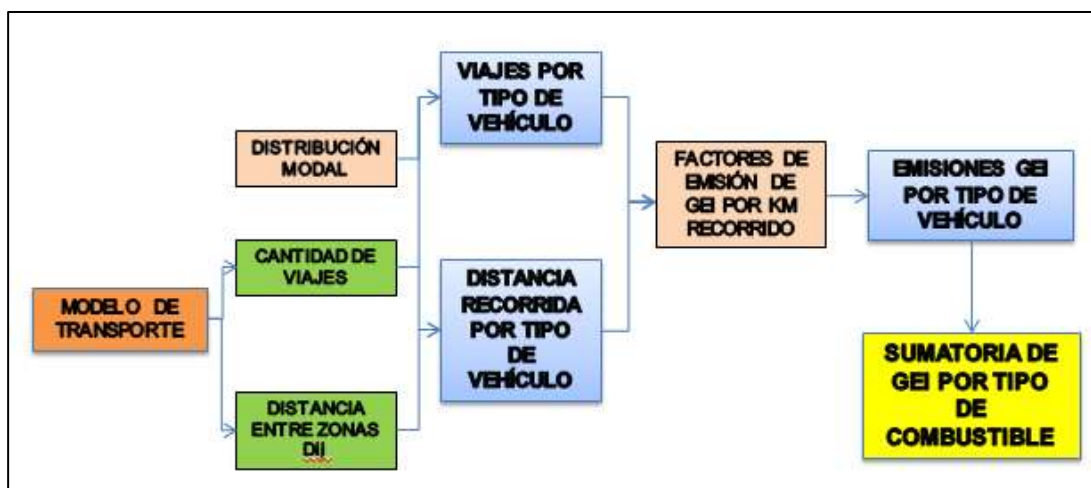 MODELO DE
TRANSPORTE
DISTRIBUCIÓN
MODAL
CANTIDAD DE
VIAJES
DISTANCIA
ENTRE ZONAS
DIJ
VIAJES POR
TIPO DE
VEHÍCULO
DISTANCIA
RECORRIDA
POR TIPO
DE
VEHÍCULO
FACTORES DE
EMISIÓN DE
GEI POR KM
RECORRIDO
EMISIONES GEI
POR TIPO DE
VEHÍCULO
SUMATORIA DE
GEI POR TIPO
DE
COMBUSTIBLE